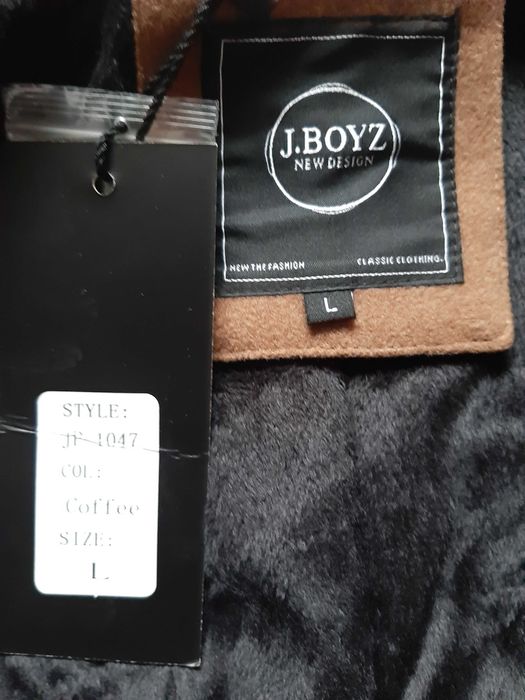 J.BOYZ
NEW DESIGN
NEW THE FASHION CLASSIC CLOTHING.
L
STYLE:
JP-1047
COL:
Coffee
SIZE:
L